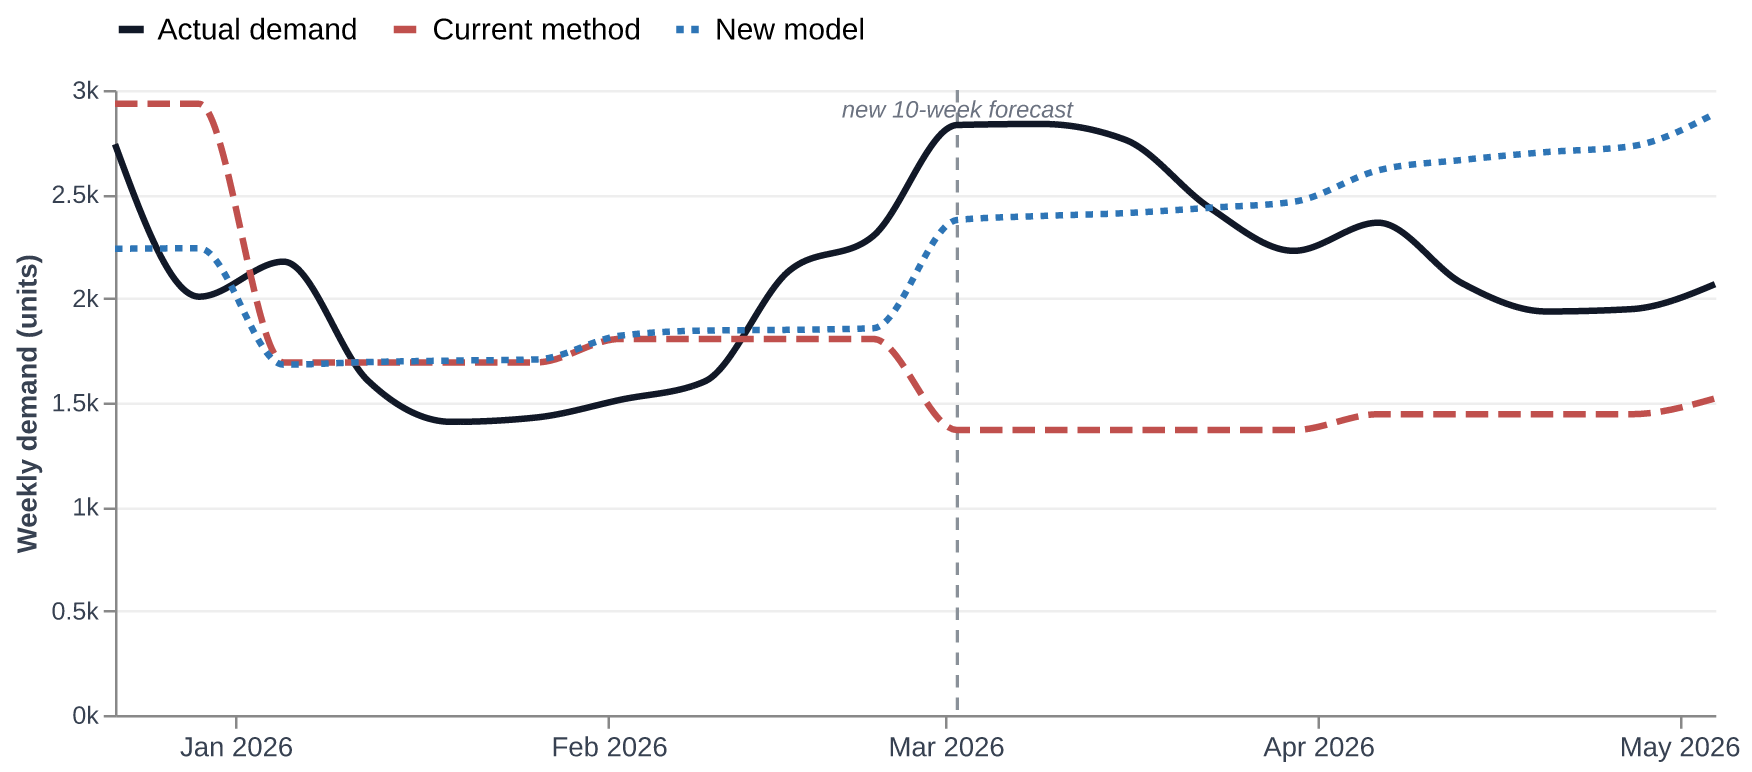 Actual demand Current method New model
new 10-week forecast
Weekly demand (units)
3k
2.5k
2k
1.5k
1k
0.5k
0k
Jan 2026 Feb 2026 Mar 2026 Apr 2026 May 2026